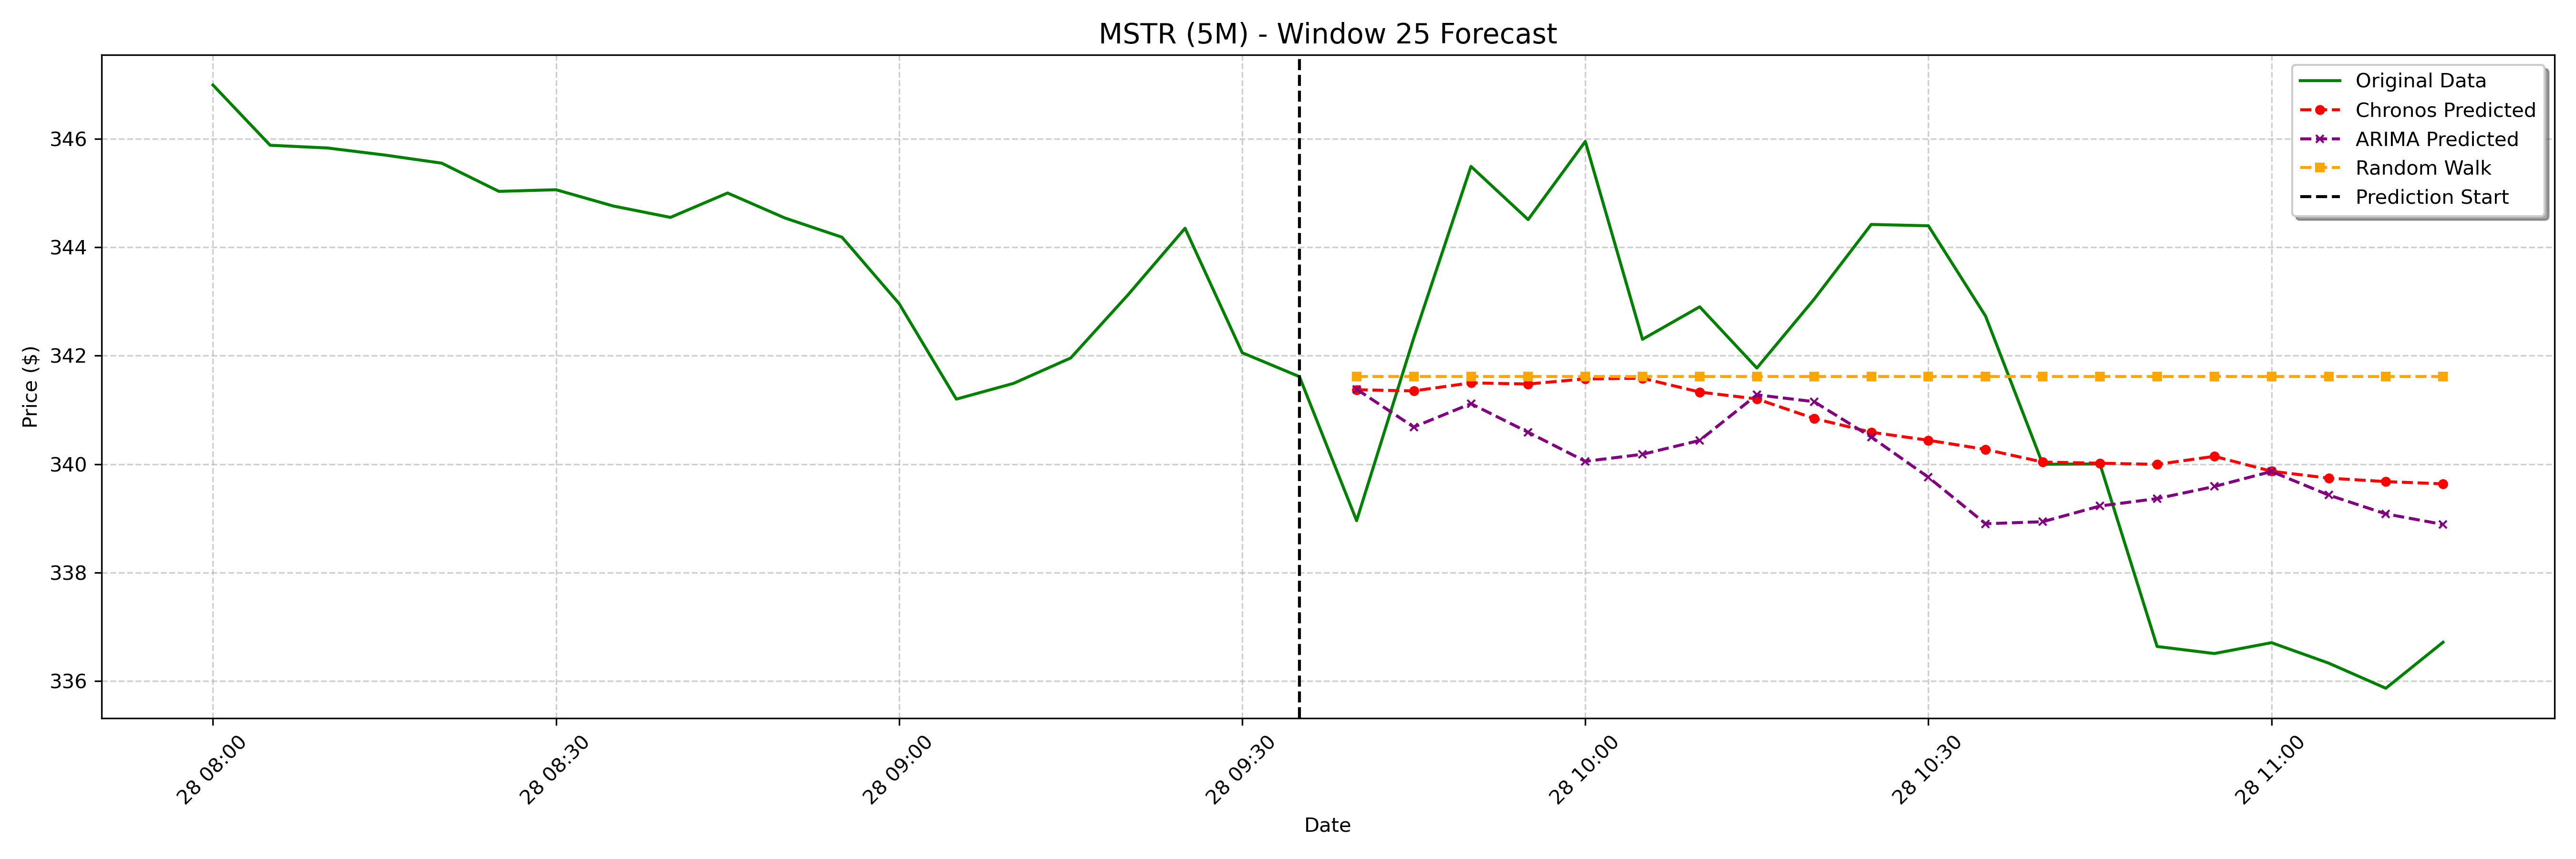 MSTR (5M) - Window 25 Forecast
Price ($)
346
344
342
340
338
336
Original Data
Chronos Predicted
ARIMA Predicted
Random Walk
Prediction Start
28 08:00
28 08:30
28 09:00
28 09:30
28 10:00
28 10:30
28 11:00
Date